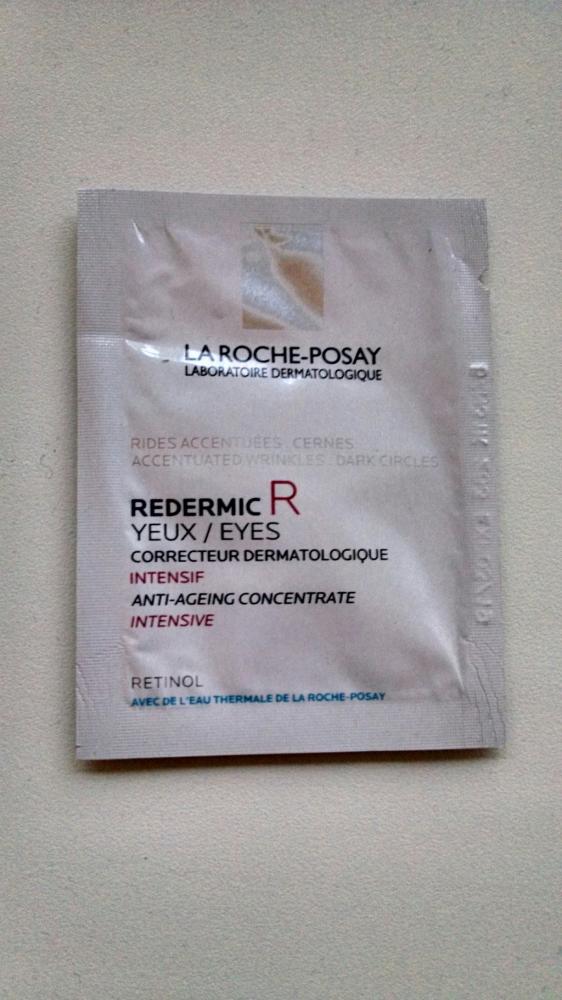 LA ROCHE-POSAY
LABORATOIRE DERMATOLOGIQUE
RIDES ACCENTUÉES . CERNES
ACCENTUATED WRINKLES . DARK CIRCLES
REDERMIC R
YEUX / EYES
CORRECTEUR DERMATOLOGIQUE
INTENSIF
ANTI-AGEING CONCENTRATE
INTENSIVE
RETINOL
AVEC DE L'EAU THERMALE DE LA ROCHE-POSAY